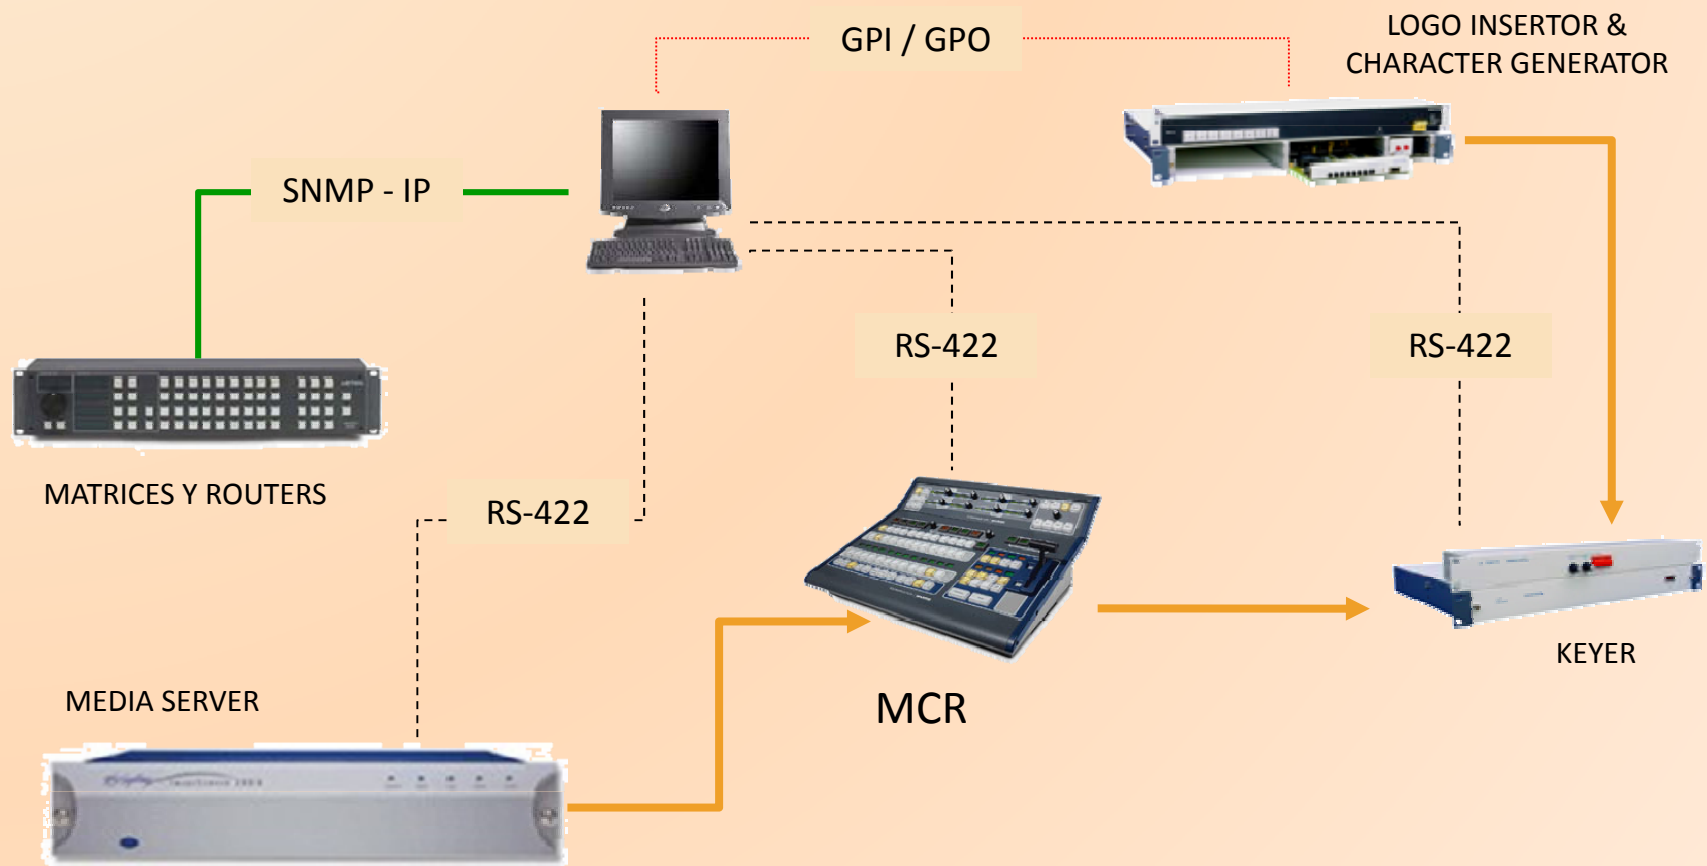 GPI / GPO
LOGO INSERTOR &
CHARACTER GENERATOR
SNMP - IP
RS-422
RS-422
MATRICES Y ROUTERS
RS-422
KEYER
MEDIA SERVER
MCR